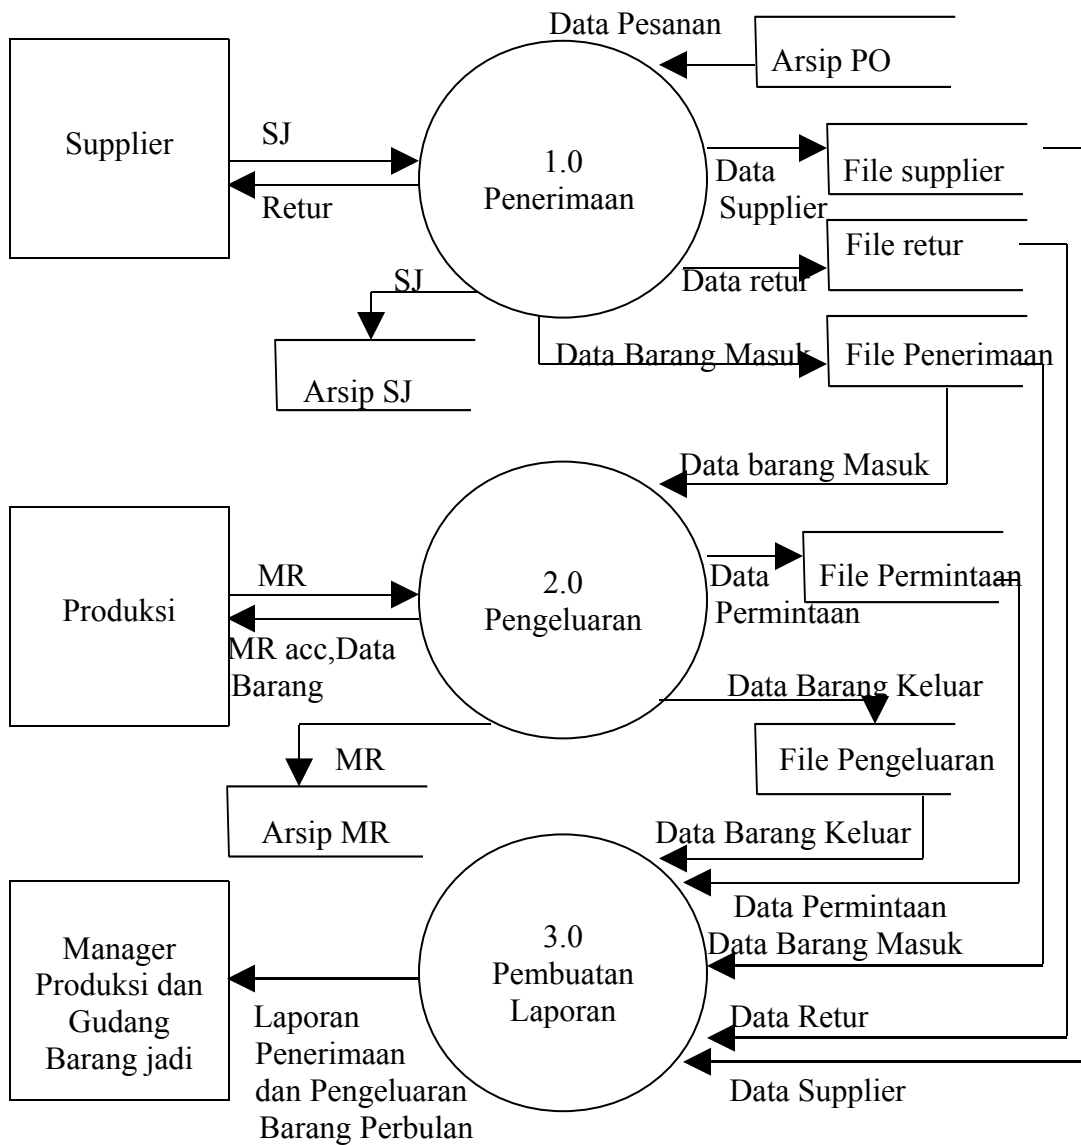 Data Pesanan
Arsip PO
Supplier
SJ
Retur
1.0
Penerimaan
Data
Supplier
File supplier
Data retur
File retur
SJ
Arsip SJ
Data Barang Masuk
File Penerimaan
Data barang Masuk
Produksi
MR
MR acc,Data
Barang
2.0
Pengeluaran
Data
Permintaan
File Permintaan
Data Barang Keluar
File Pengeluaran
MR
Arsip MR
Data Barang Keluar
Data Permintaan
Data Barang Masuk
3.0
Pembuatan
Laporan
Manager
Produksi dan
Gudang
Barang jadi
Laporan
Penerimaan
dan Pengeluaran
Barang Perbulan
Data Retur
Data Supplier